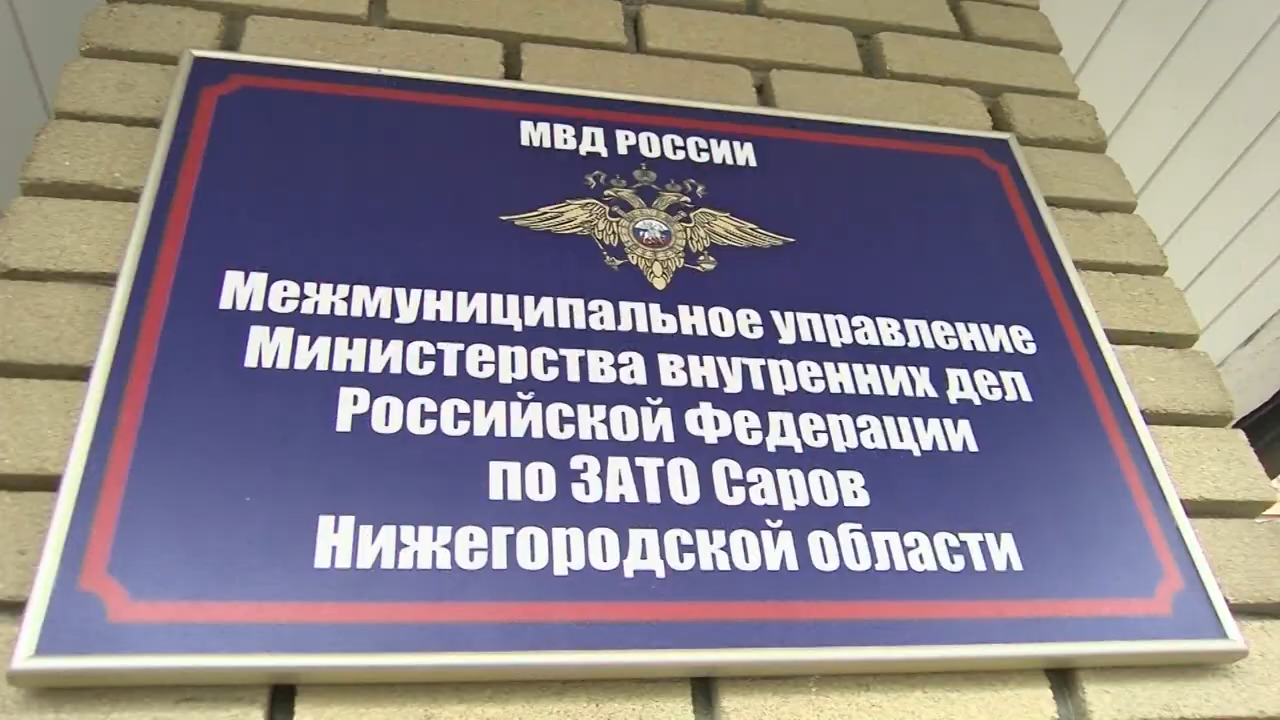 МВД РОССИИ
Межмуниципальное управление
Министерства внутренних дел
Российской Федерации
по ЗАТО Саров
Нижегородской области